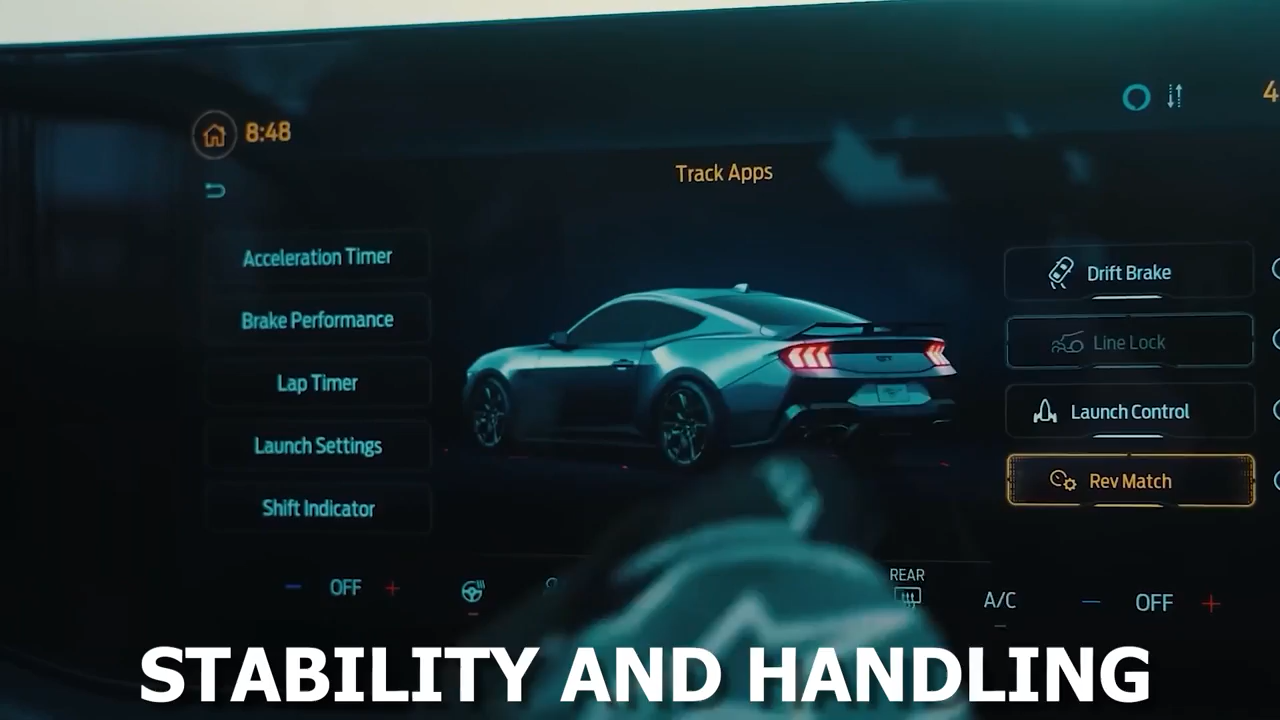 8:48
4
Track Apps
Acceleration Timer
Brake Performance
Lap Timer
Launch Settings
Shift Indicator
Drift Brake
Line Lock
Launch Control
Rev Match
OFF
REAR
A/C
OFF
STABILITY AND HANDLING